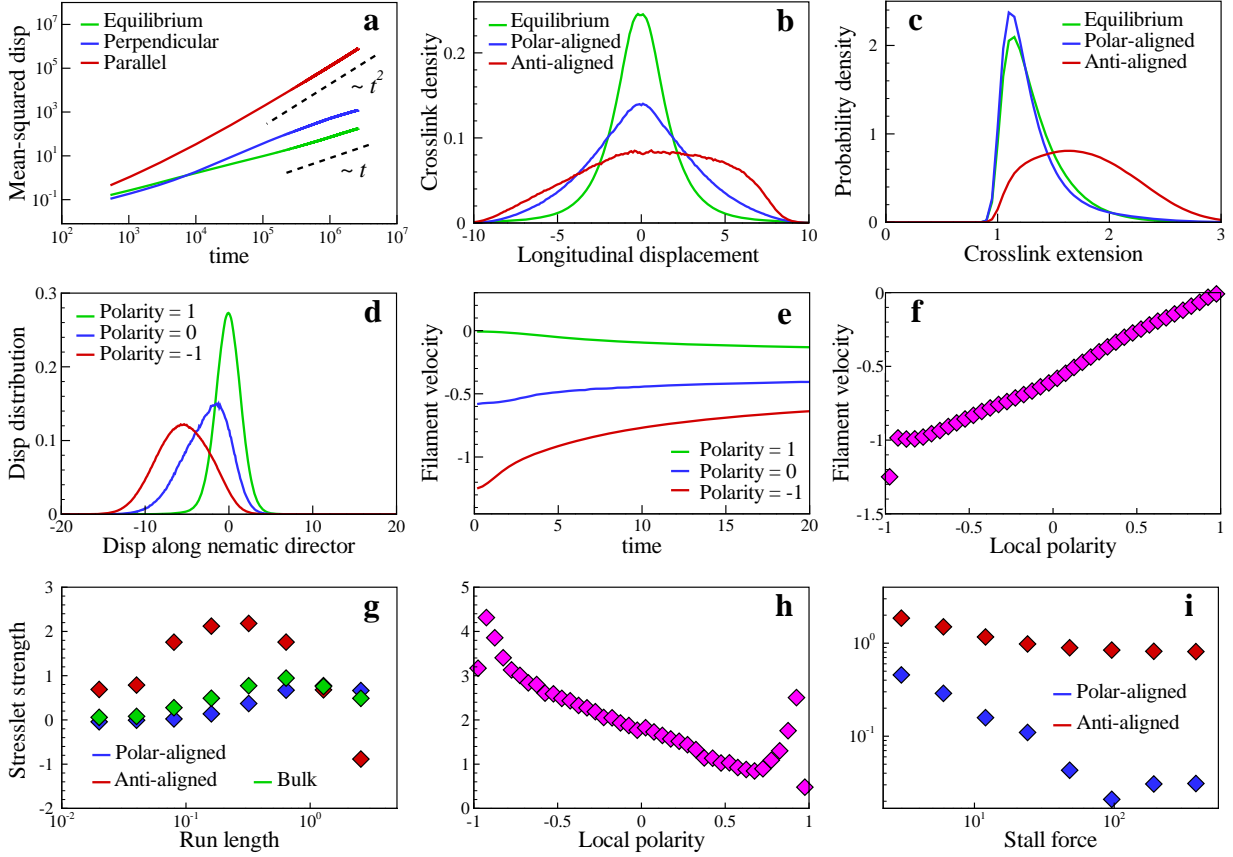 a
Mean-squared disp
10^7
10^5
10^3
10^1
10^-1
Equilibrium
Perpendicular
Parallel
~ t^2
~ t
10^2
10^3
10^4
10^5
10^6
10^7
time
b
Crosslink density
0.2
0.1
0
Equilibrium
Polar-aligned
Anti-aligned
-10
-5
0
5
10
Longitudinal displacement
c
Probability density
2
1
0
Equilibrium
Polar-aligned
Anti-aligned
0
1
2
3
Crosslink extension
d
Disp distribution
0.3
0.2
0.1
0
Polarity = 1
Polarity = 0
Polarity = -1
-20
-10
0
10
20
Disp along nematic director
e
Filament velocity
0
-0.5
-1
Polarity = 1
Polarity = 0
Polarity = -1
0
5
10
15
20
time
f
Filament velocity
0
-0.5
-1
-1.5
-1
-0.5
0
0.5
1
Local polarity
g
Stresslet strength
3
2
1
0
-1
-2
Polar-aligned
Anti-aligned
Bulk
10^-2
10^-1
10^0
Run length
h
5
4
3
2
1
0
-1
-0.5
0
0.5
1
Local polarity
i
10^0
10^-1
Polar-aligned
Anti-aligned
10^1
10^2
Stall force